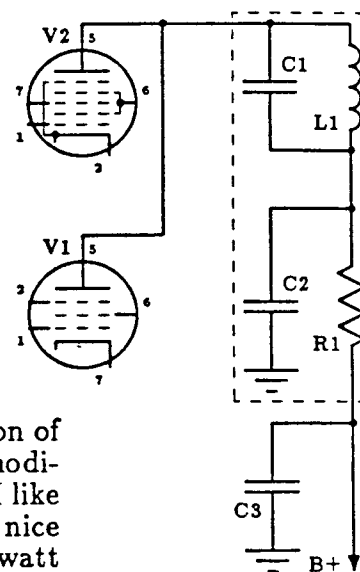 V2
5
7
6
1
2
C1
L1
V1
5
2
6
1
7
C2
R1
on of
nodi-
I like
nice
watt
C3
B+